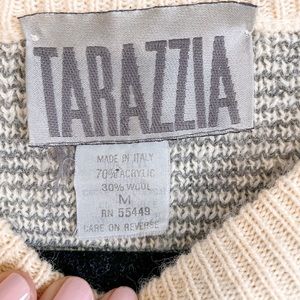 TARAZZIA
MADE IN ITALY
70% ACRYLIC
30% WOOL
M
RN 55449
CARE ON REVERSE